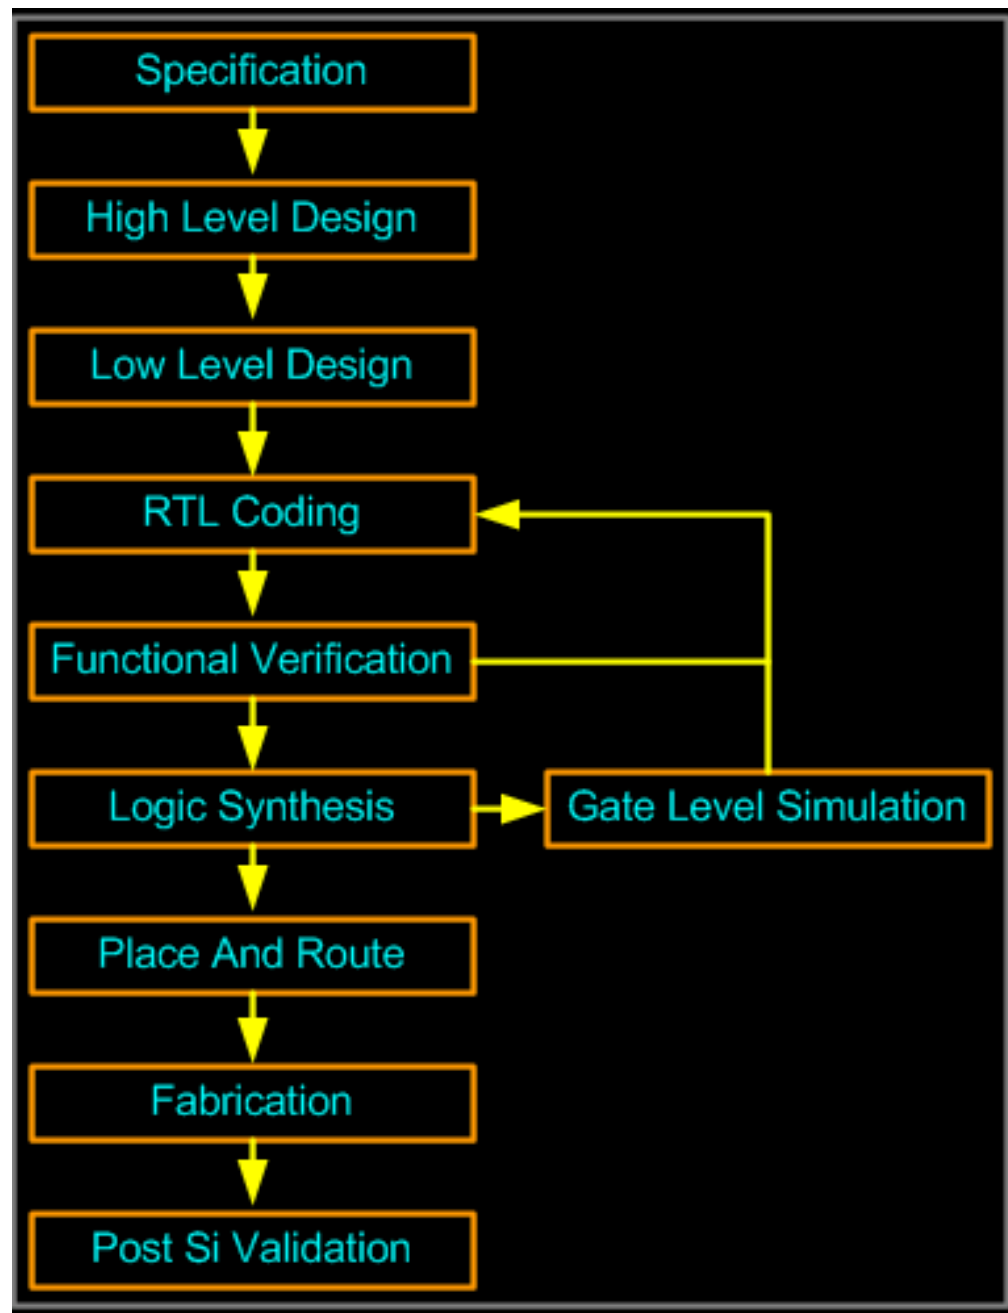 Specification
High Level Design
Low Level Design
RTL Coding
Functional Verification
Logic Synthesis
Gate Level Simulation
Place And Route
Fabrication
Post Si Validation